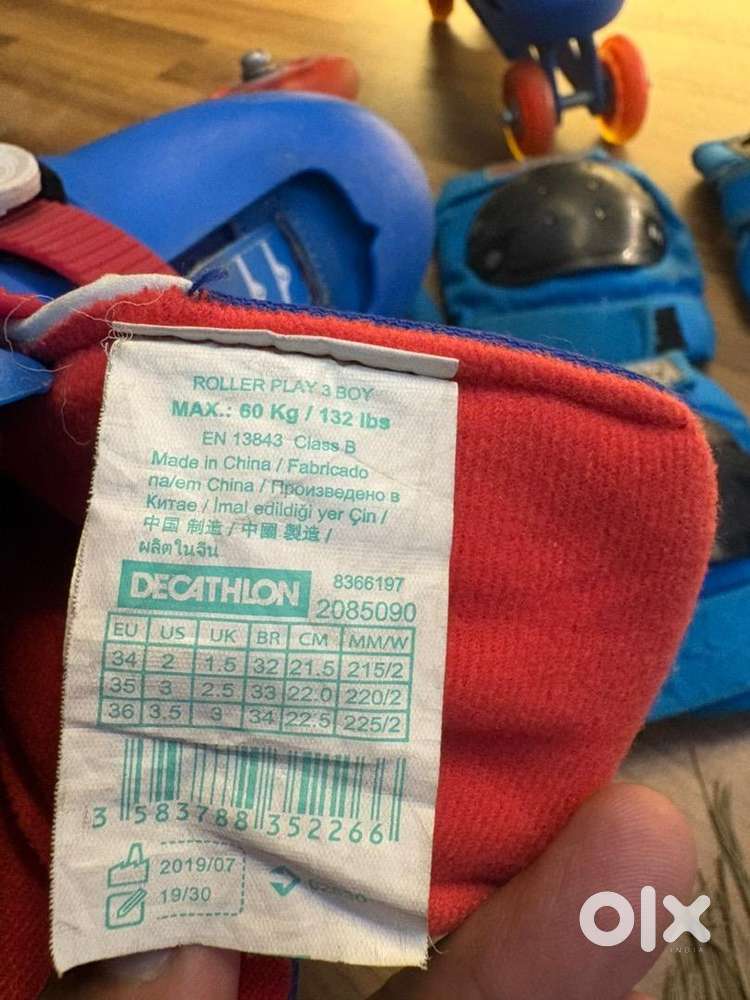 ROLLER PLAY 3 BOY
MAX.: 60 Kg / 132 lbs
EN 13843 Class B
Made in China / Fabricado
na/em China / Произведено в
Китае / Imal edildiği yer Çin /
中国 制造 / 中國 製造 /
ผลิตในจีน
DECATHLON 8366197
2085090
EU US UK BR CM MM/W
34 2 1.5 32 21.5 215/2
35 3 2.5 33 22.0 220/2
36 3.5 3 34 22.5 225/2
3 583788 352266
2019/07
19/30
olx
INDIA